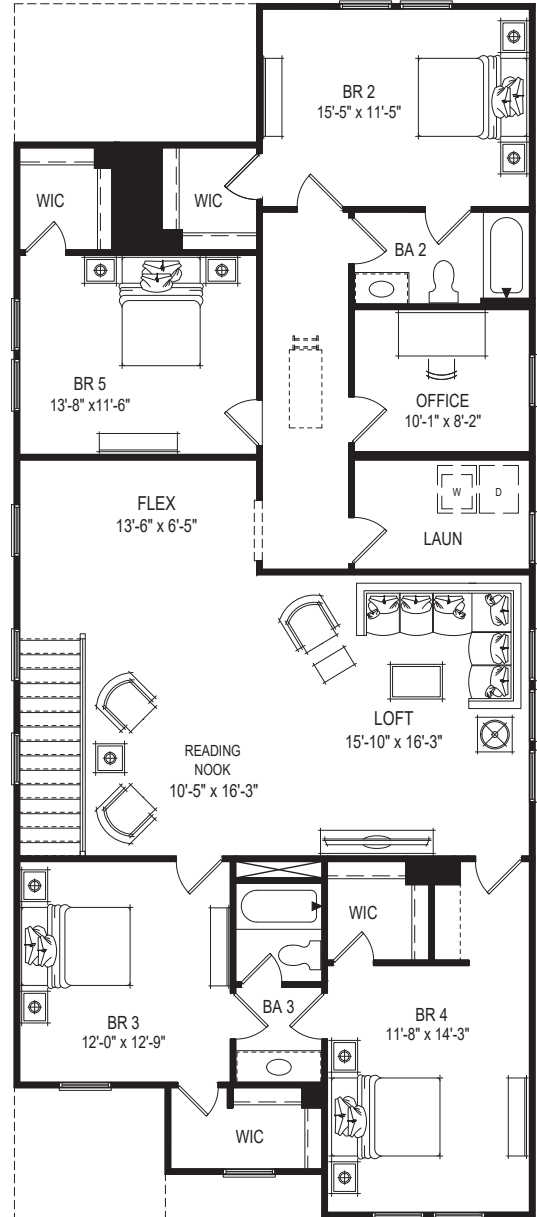 BR 2
15'-5" x 11'-5"
WIC
WIC
BA 2
BR 5
13'-8" x11'-6"
OFFICE
10'-1" x 8'-2"
FLEX
13'-6" x 6'-5"
W
D
LAUN
LOFT
15'-10" x 16'-3"
READING
NOOK
10'-5" x 16'-3"
WIC
BR 3
12'-0" x 12'-9"
BA 3
BR 4
11'-8" x 14'-3"
WIC